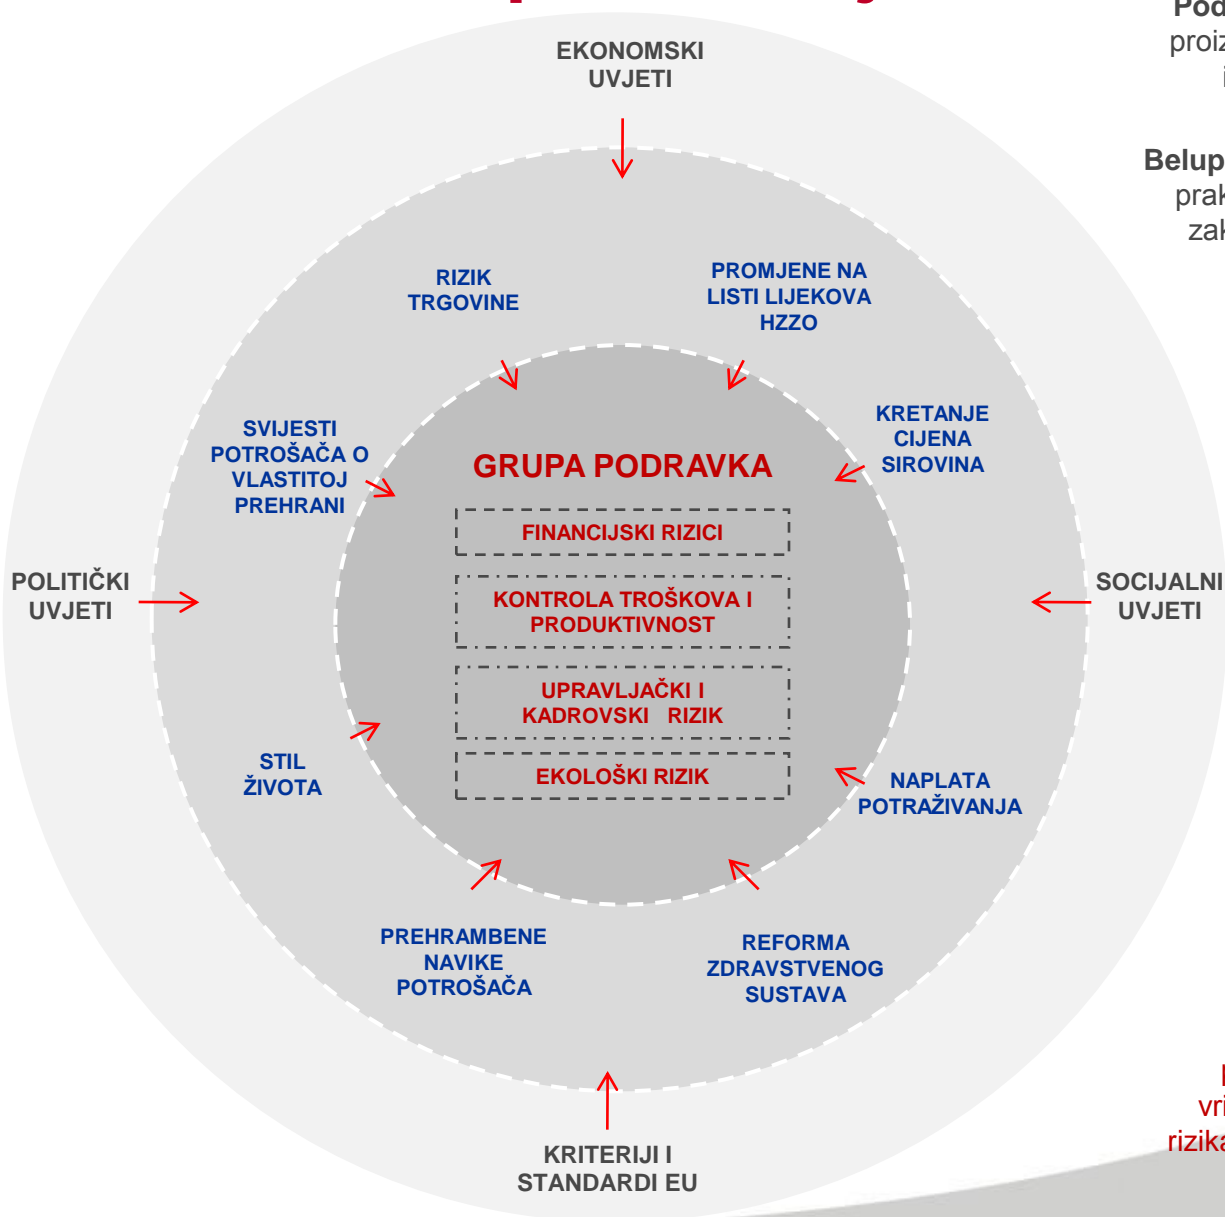 EKONOMSKI
UVJETI
RIZIK
TRGOVINE
PROMJENE NA
LISTI LIJEKOVA
HZZO
SVIJESTI
POTROŠAČA O
VLASTITOJ
PREHRANI
KRETANJE
CIJENA
SIROVINA
GRUPA PODRAVKA
FINANCIJSKI RIZICI
KONTROLA TROŠKOVA I
PRODUKTIVNOST
UPRAVLJAČKI I
KADROVSKI RIZIK
EKOLOŠKI RIZIK
POLITIČKI
UVJETI
SOCIJALNI
UVJETI
STIL
ŽIVOTA
NAPLATA
POTRAŽIVANJA
PREHRAMBENE
NAVIKE
POTROŠAČA
REFORMA
ZDRAVSTVENOG
SUSTAVA
KRITERIJI I
STANDARDI EU
Belup